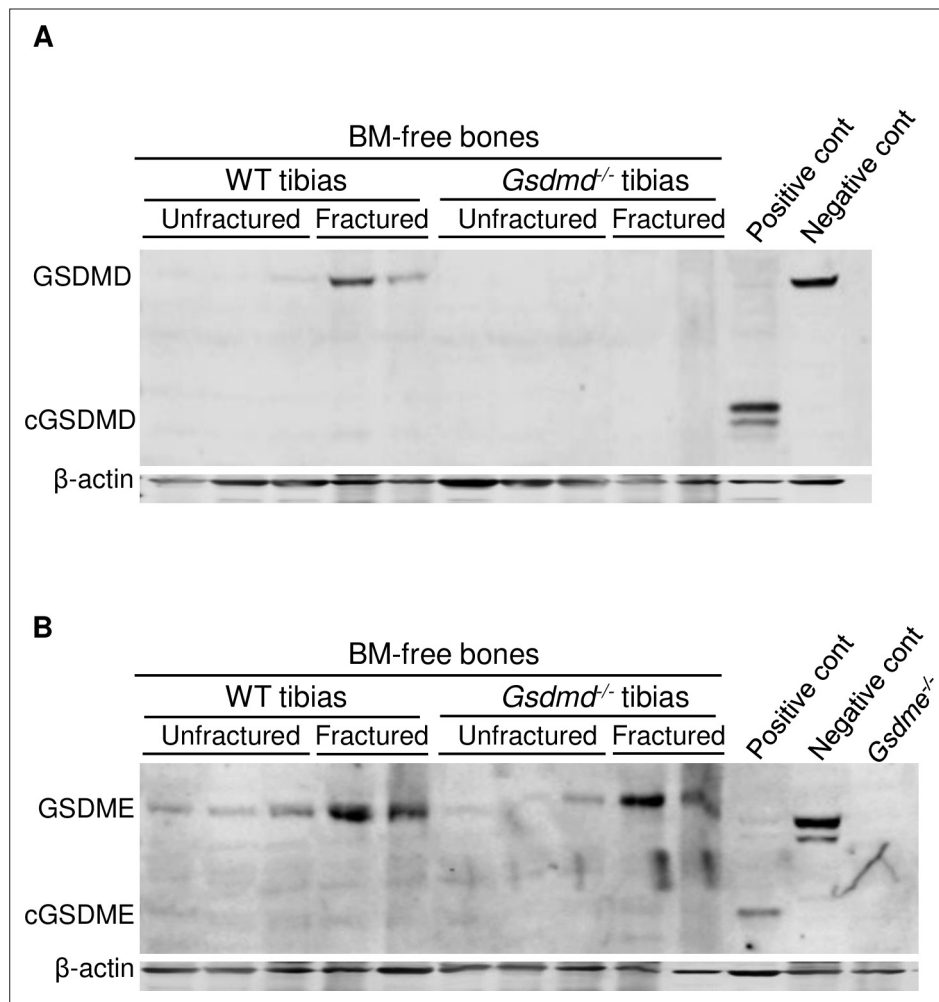 A
BM-free bones
WT tibias Gsdmd-/- tibias
Unfractured Fractured Unfractured Fractured Positive cont Negative cont
GSDMD
cGSDMD
β-actin
B
BM-free bones
WT tibias Gsdmd-/- tibias
Unfractured Fractured Unfractured Fractured Positive cont Negative cont Gsdme-/-
GSDME
cGSDME
β-actin